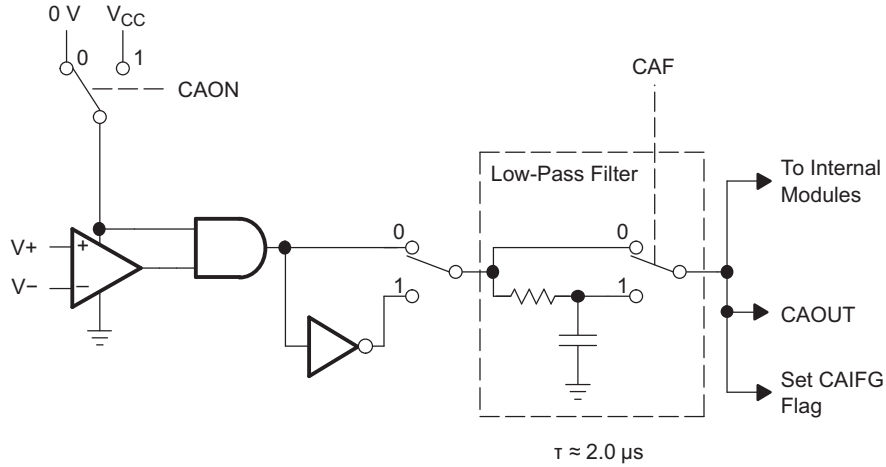 0 V
VCC
0
1
CAON
CAF
Low-Pass Filter
To Internal
Modules
0
0
V+
+
V−
−
1
1
CAOUT
Set CAIFG
Flag
τ ≈ 2.0 µs